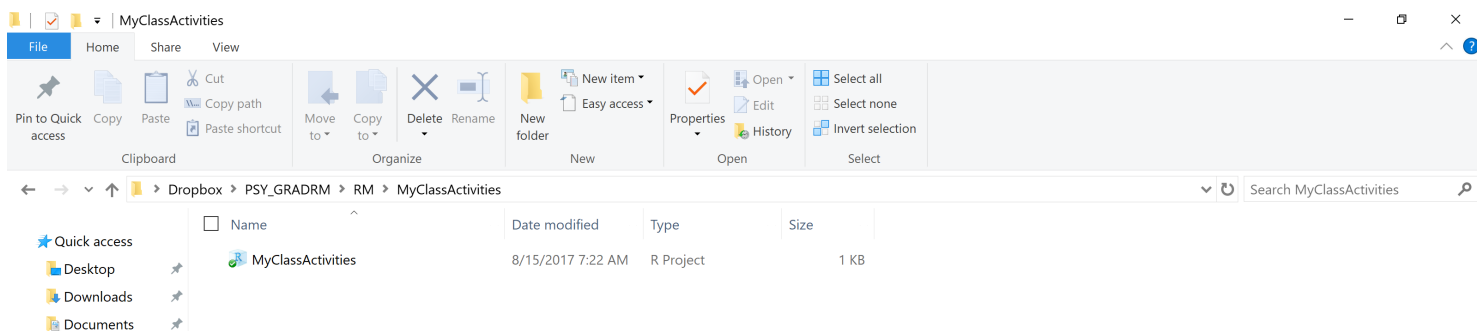 MyClassActivities
File Home Share View
Pin to Quick access
Copy
Paste
Cut
Copy path
Paste shortcut
Clipboard
Move to
Copy to
Delete
Rename
Organize
New folder
New item
Easy access
New
Properties
Open
Edit
History
Open
Select all
Select none
Invert selection
Select
Dropbox > PSY_GRADRM > RM > MyClassActivities
Search MyClassActivities
Name Date modified Type Size
Quick access
MyClassActivities 8/15/2017 7:22 AM R Project 1 KB
Desktop
Downloads
Documents